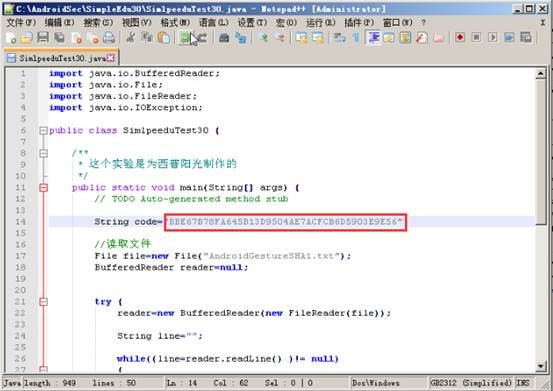 C:\AndroidSec\SimpleEdu30\SimlpeeduTest30.java - Notepad++ [Administrator]
文件(F) 编辑(E) 搜索(S) 视图(V) 格式(M) 语言(L) 设置(T) 宏(O) 运行(R) 插件(P) 窗口(W) ?
X
SimlpeeduTest30.java
1 import java.io.BufferedReader;
2 import java.io.File;
3 import java.io.FileReader;
4 import java.io.IOException;
5
6 public class SimlpeeduTest30 {
7
8 /**
9 * 这个实验是为西普阳光制作的
10 */
11 public static void main(String[] args) {
12 // TODO Auto-generated method stub
13
14 String code="BBE67B78FA645B13D9504AE7ACFCB6D5903E9E56"
15
16 //读取文件
17 File file=new File("AndroidGestureSHA1.txt");
18 BufferedReader reader=null;
19
20
21 try {
22 reader=new BufferedReader(new FileReader(file));
23
24 String line="";
25
26 while((line=reader.readLine() )!= null)
27 {
Java length : 949 lines : 50 Ln : 14 Col : 62 Sel : 0 | 0 Dos\Windows GB2312 (Simplified) INS